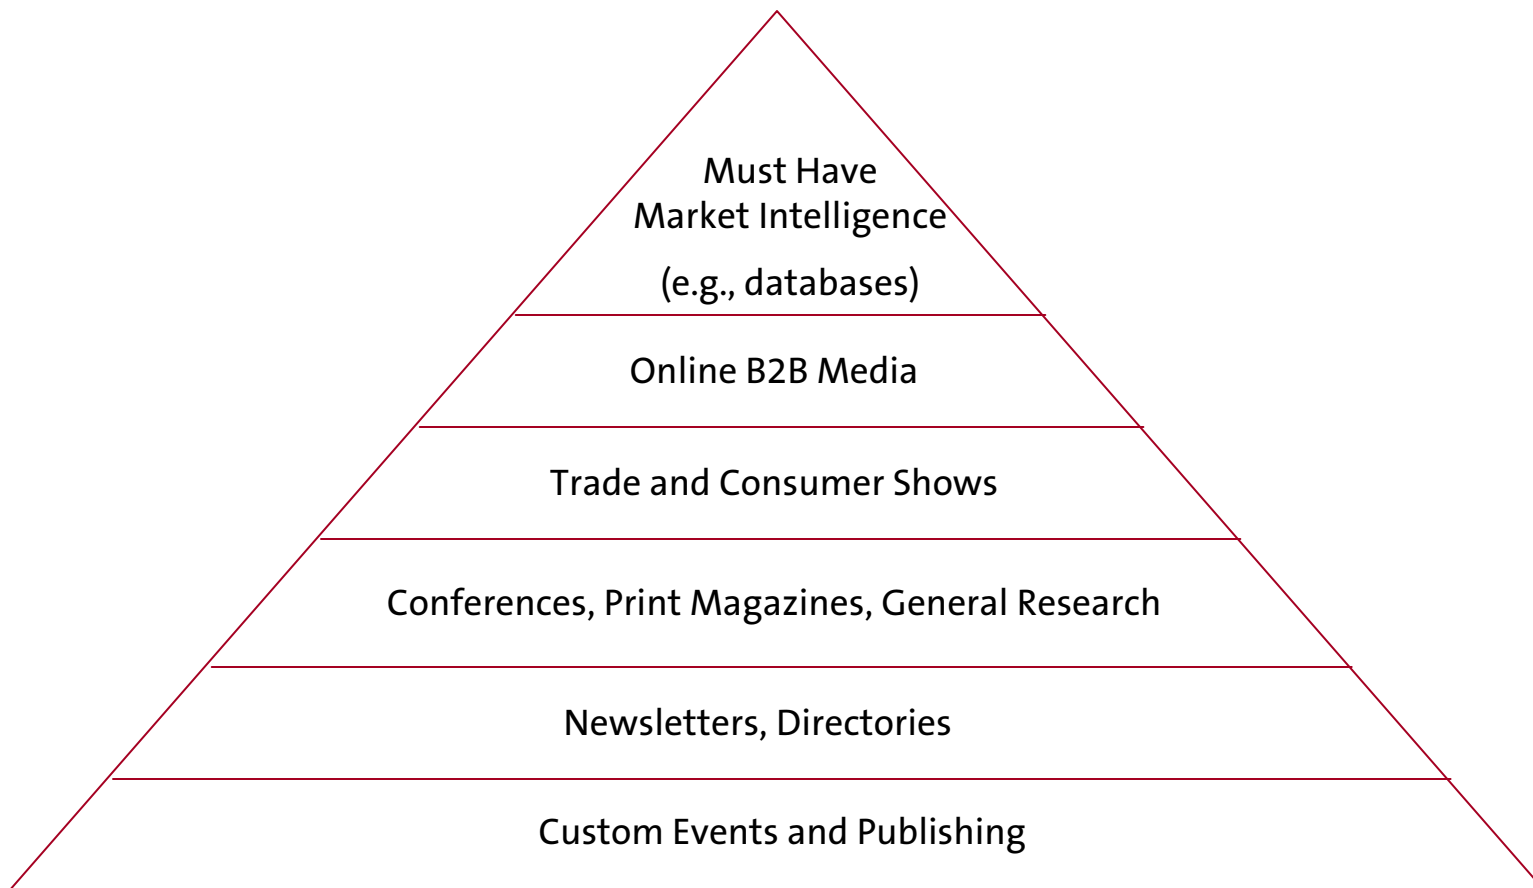 Must Have
Market Intelligence
(e.g., databases)
Online B2B Media
Trade and Consumer Shows
Conferences, Print Magazines, General Research
Newsletters, Directories
Custom Events and Publishing